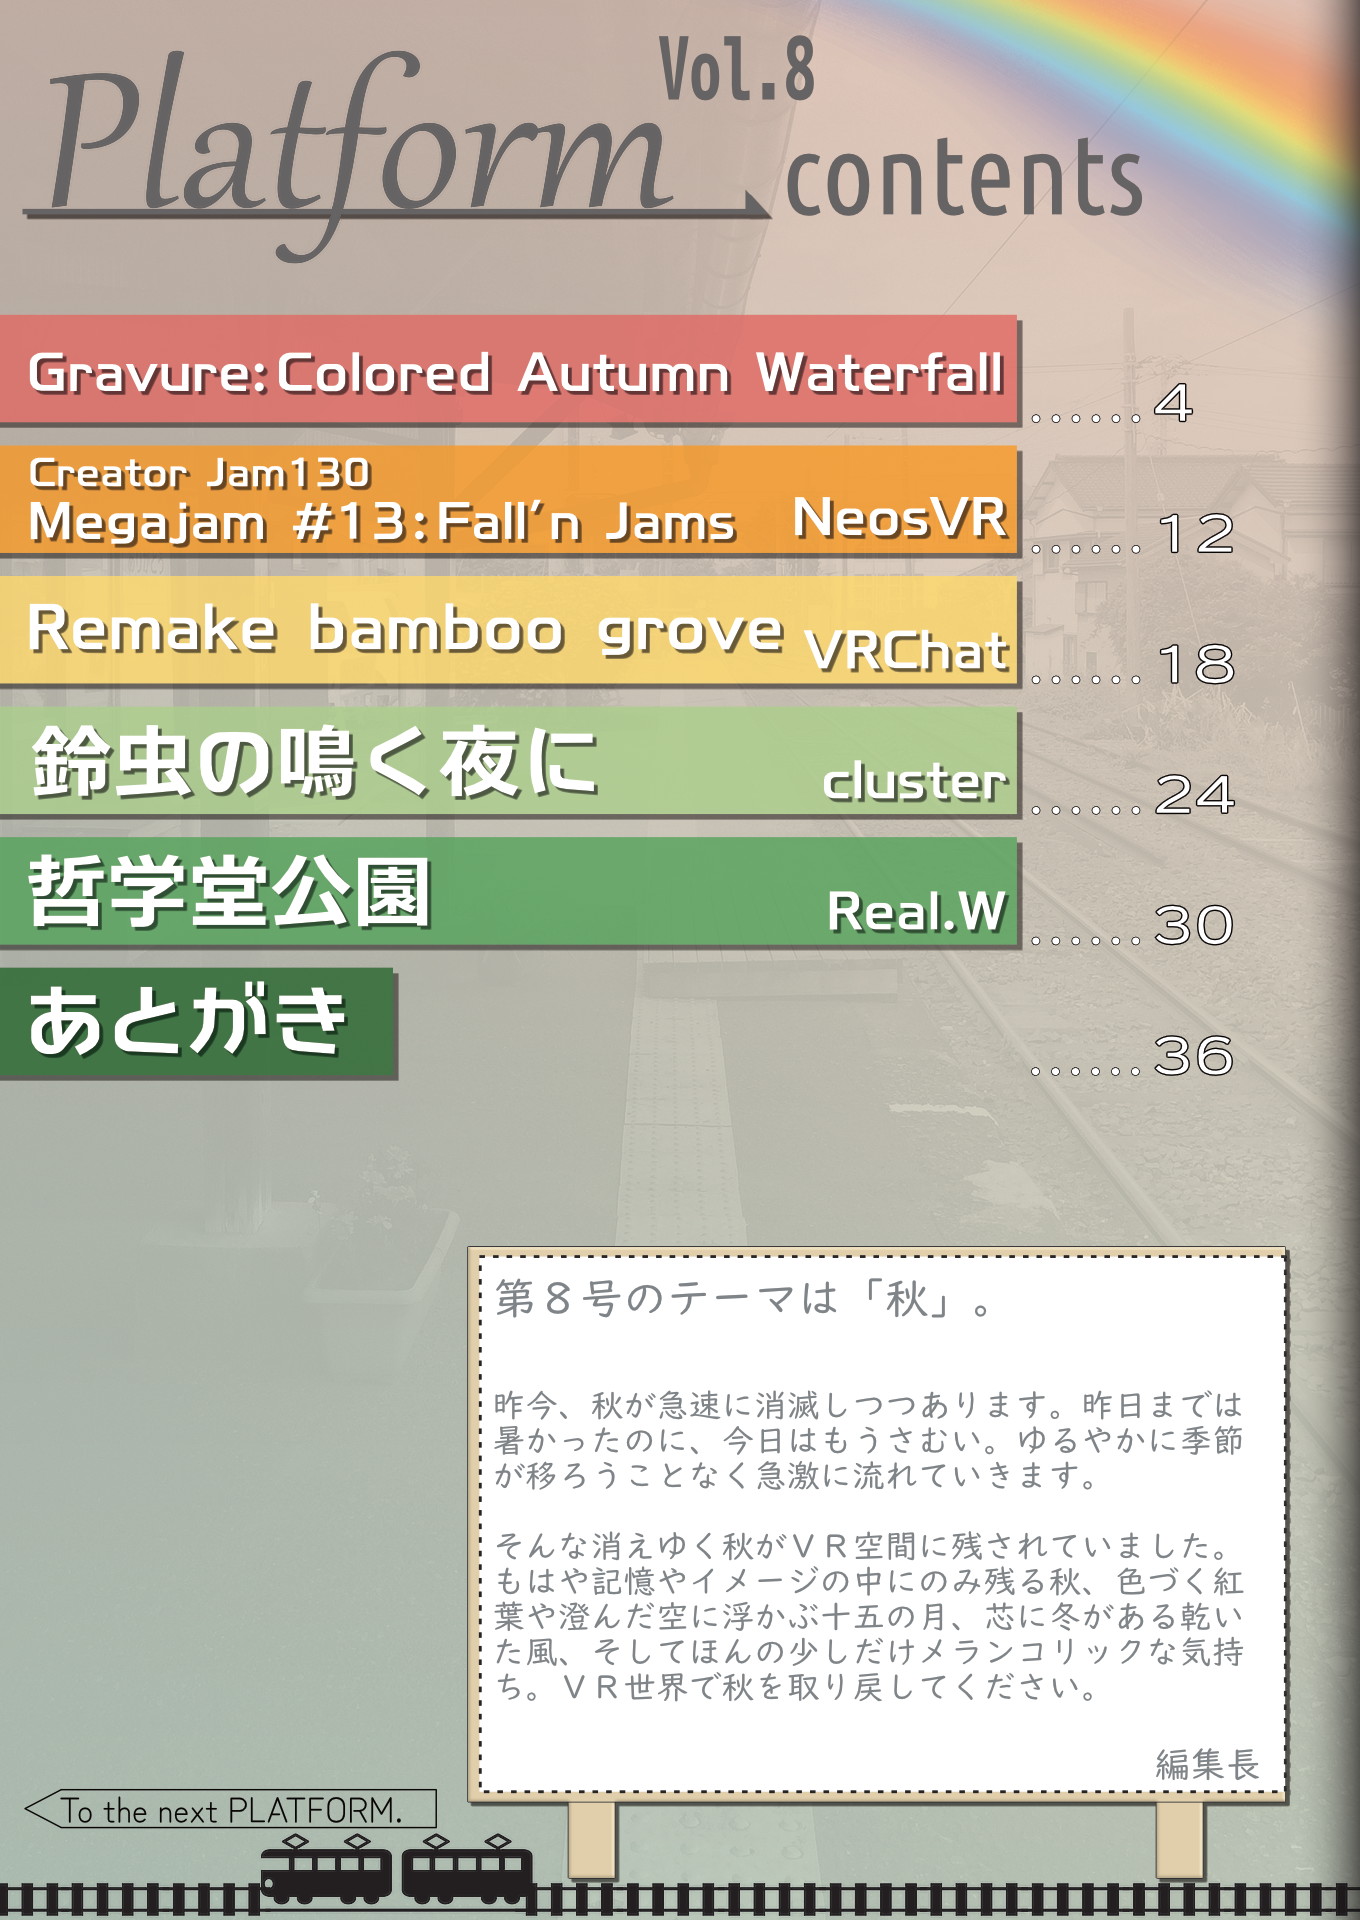 Platform
Vol.8
contents
Gravure:Colored Autumn Waterfall
......4
Creator Jam130
Megajam #13:Fall'n Jams NeosVR
......12
Remake bamboo grove VRChat
......18
鈴虫の鳴く夜に cluster
......24
哲学堂公園 Real.W
......30
あとがき
......36
第８号のテーマは「秋」。
昨今、秋が急速に消滅しつつあります。昨日までは
暑かったのに、今日はもうさむい。ゆるやかに季節
が移ろうことなく急激に流れていきます。
そんな消えゆく秋がＶＲ空間に残されていました。
もはや記憶やイメージの中にのみ残る秋、色づく紅
葉や澄んだ空に浮かぶ十五の月、芯に冬がある乾い
た風、そしてほんの少しだけメランコリックな気持
ち。ＶＲ世界で秋を取り戻してください。
編集長
To the next PLATFORM.